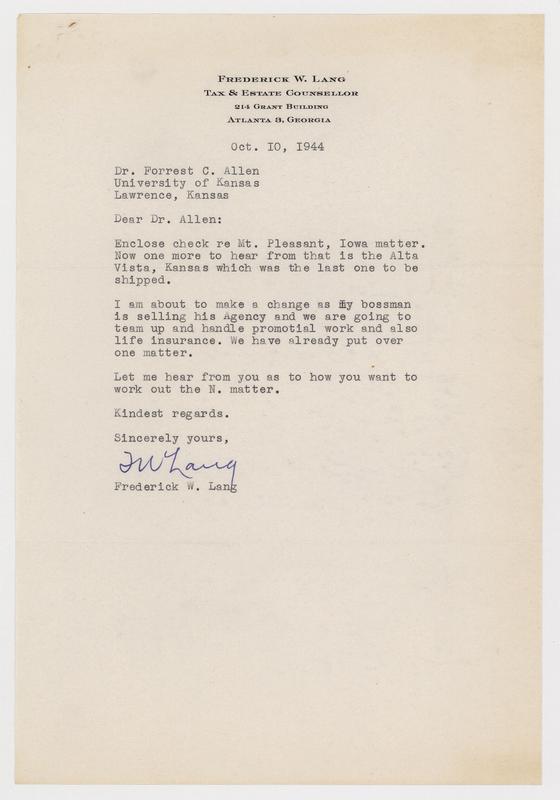 Frederick W. Lang
Tax & Estate Counsellor
214 Grant Building
Atlanta 3, Georgia
Oct. IO, I944
Dr. Forrest C. Allen
University of Kansas
Lawrence, Kansas
Dear Dr. Allen:
Enclose check re Mt. Pleasant, Iowa matter.
Now one more to hear from that is the Alta
Vista, Kansas which was the last one to be
shipped.
I am about to make a change as my bossman
is selling his Agency and we are going to
team up and handle promotial work and also
life insurance. We have already put over
one matter.
Let me hear from you as to how you want to
work out the N. matter.
Kindest regards.
Sincerely yours,
FW Lang
Frederick W. Lang